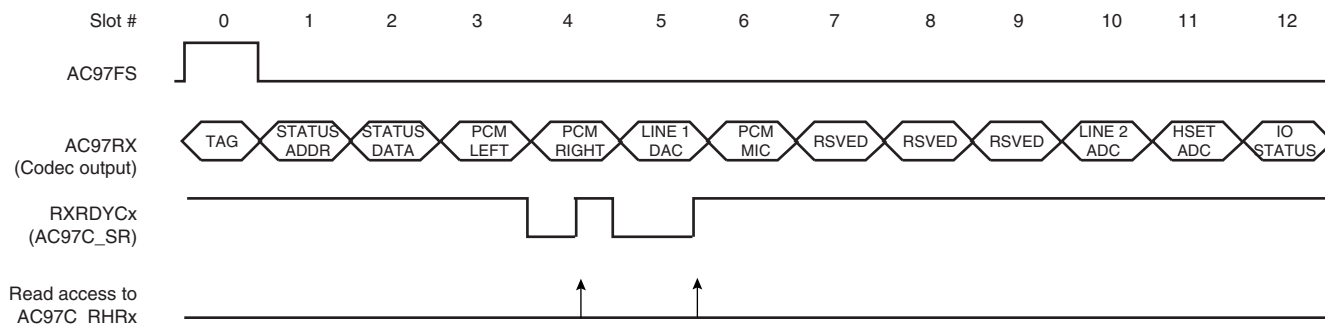 Slot # 0 1 2 3 4 5 6 7 8 9 10 11 12
AC97FS
AC97RX
(Codec output)
TAG
STATUS
ADDR
STATUS
DATA
PCM
LEFT
PCM
RIGHT
LINE 1
DAC
PCM
MIC
RSVED
RSVED
RSVED
LINE 2
ADC
HSET
ADC
IO
STATUS
RXRDYCx
(AC97C_SR)
Read access to
AC97C_RHRx